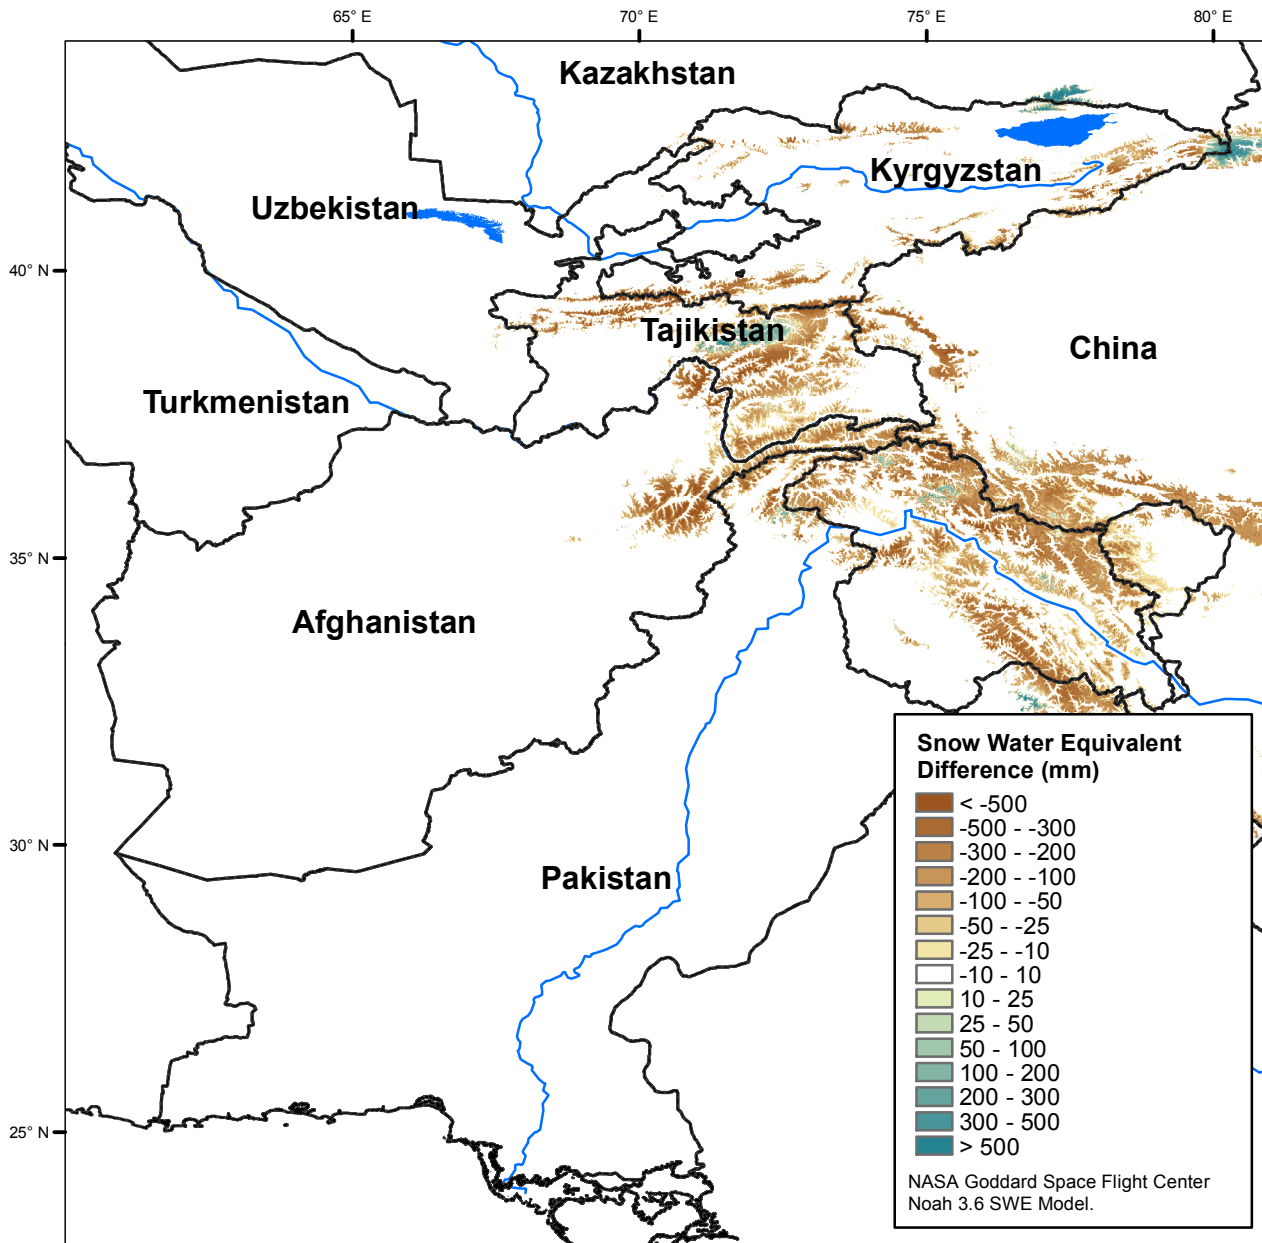 65° E
70° E
75° E
80° E
Kazakhstan
Kyrgyzstan
Uzbekistan
40° N
Tajikistan
China
Turkmenistan
35° N
Afghanistan
Snow Water Equivalent
Difference (mm)
< -500
-500 - -300
30° N
-300 - -200
Pakistan
-200 - -100
-100 - -50
-50 - -25
-25 - -10
-10 - 10
10 - 25
25 - 50
50 - 100
100 - 200
200 - 300
25° N
300 - 500
> 500
NASA Goddard Space Flight Center
Noah 3.6 SWE Model.